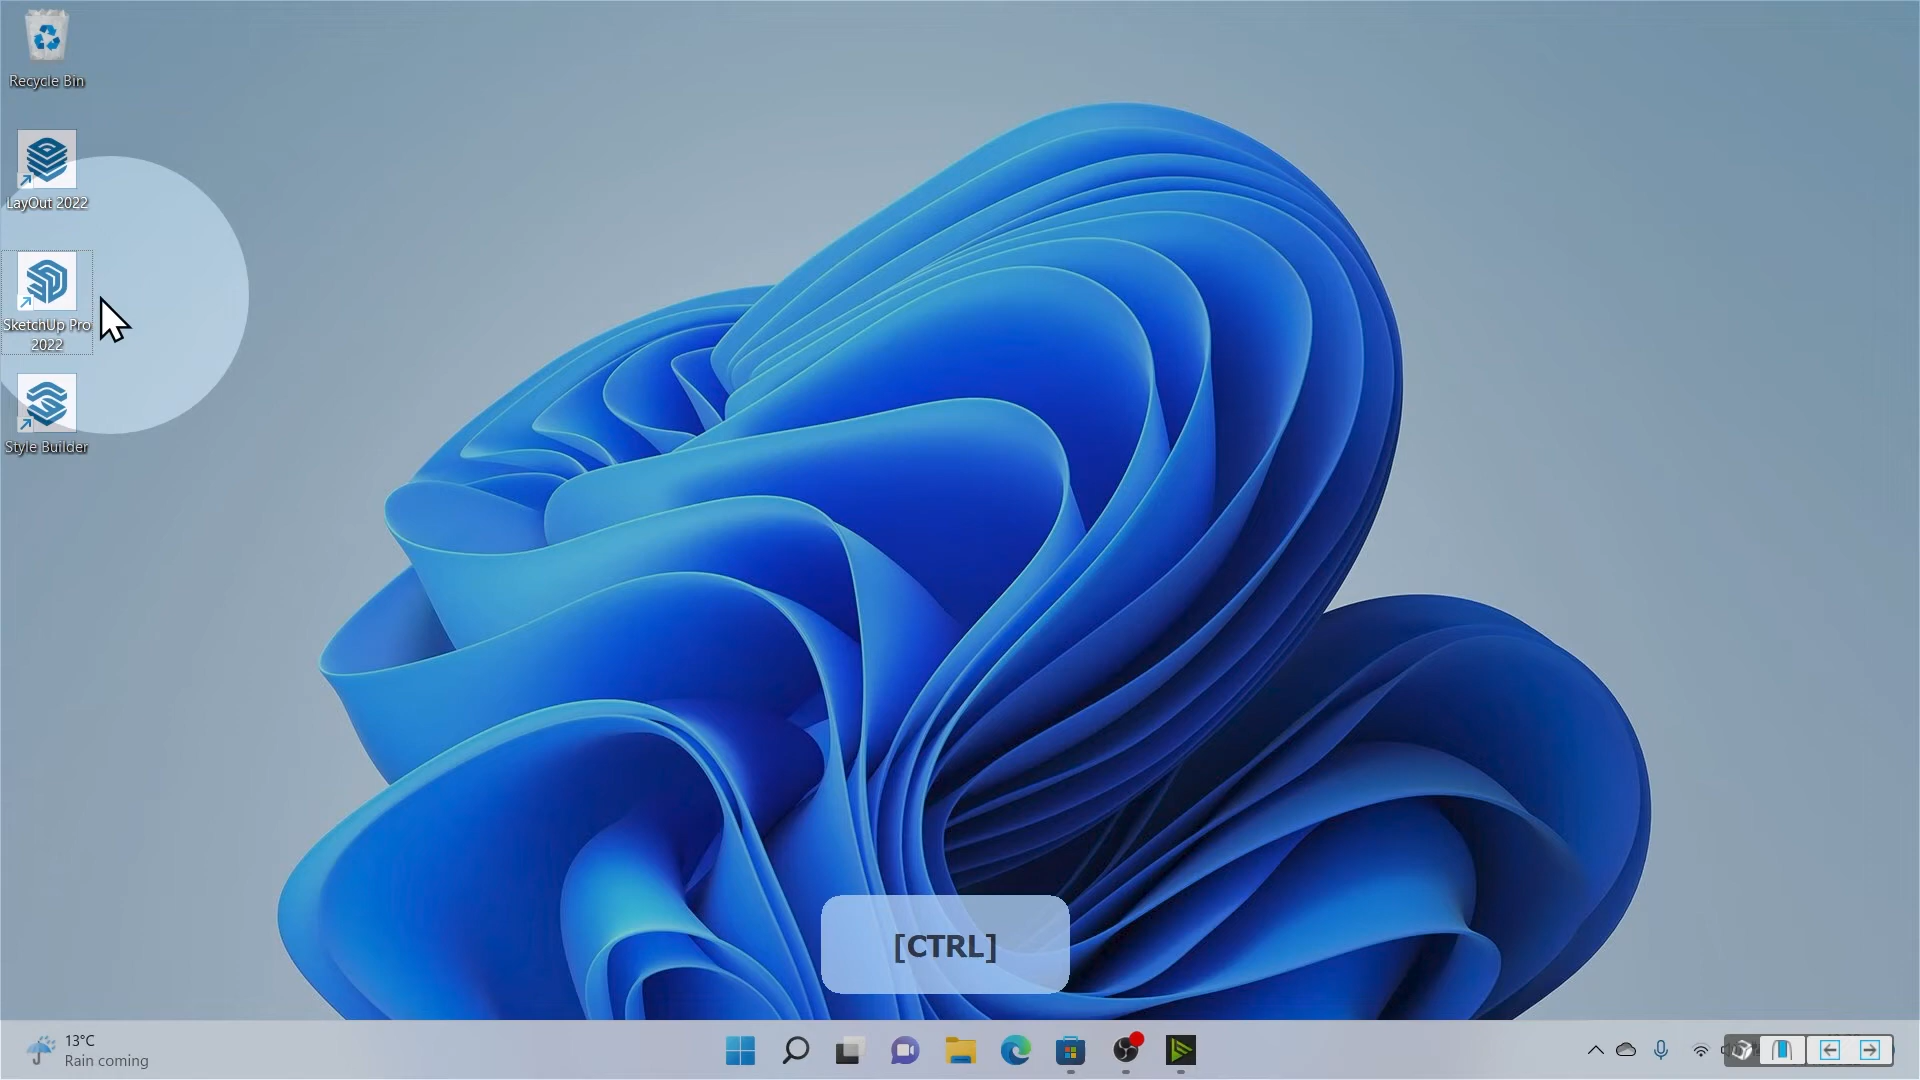 Recycle Bin
LayOut 2022
SketchUp Pro
2022
Style Builder
[CTRL]
13°C
Rain coming